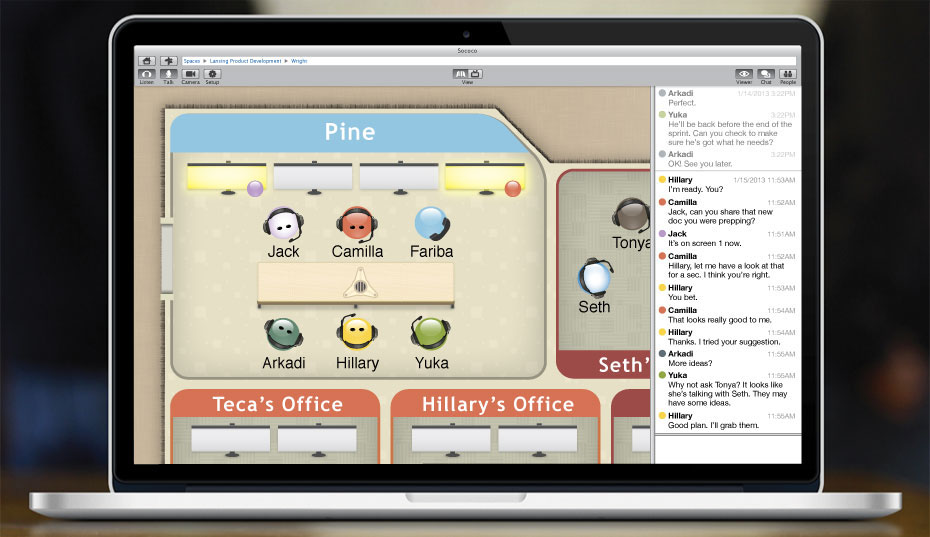 Sococo
Spaces ▸ Lansing Product Development ▸ Wright
Listen Talk Camera Setup
View
Viewer Chat People
Pine
Jack Camilla Fariba
Arkadi Hillary Yuka
Tonya
Seth
Seth'
Teca's Office
Hillary's Office
Arkadi 1/14/2013 3:22PM
Perfect.
Yuka 3:22PM
He'll be back before the end of the
sprint. Can you check to make
sure he's got what he needs?
Arkadi 3:22PM
OK! See you later.
Hillary 1/15/2013 11:53AM
I'm ready. You?
Camilla 11:52AM
Jack, can you share that new
doc you were prepping?
Jack 11:51AM
It's on screen 1 now.
Camilla 11:52AM
Hillary, let me have a look at that
for a sec. I think you're right.
Hillary 11:53AM
You bet.
Camilla 11:54AM
That looks really good to me.
Hillary 11:54AM
Thanks. I tried your suggestion.
Arkadi 11:55AM
More ideas?
Yuka 11:55AM
Why not ask Tonya? It looks like
she's talking with Seth. They may
have some ideas.
Hillary 11:55AM
Good plan. I'll grab them.